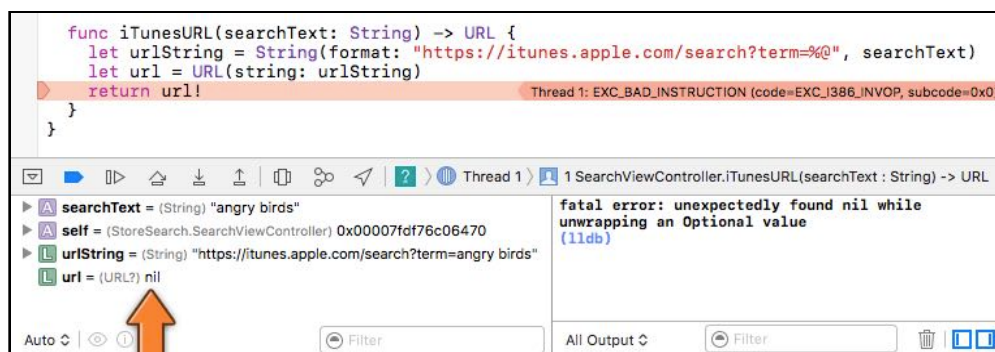 func iTunesURL(searchText: String) -> URL {
let urlString = String(format: "https://itunes.apple.com/search?term=%@", searchText)
let url = URL(string: urlString)
return url!
Thread 1: EXC_BAD_INSTRUCTION (code=EXC_I386_INVOP, subcode=0x0
}
}
? Thread 1 1 SearchViewController.iTunesURL(searchText : String) -> URL
A searchText = (String) "angry birds"
A self = (StoreSearch.SearchViewController) 0x00007fdf76c06470
L urlString = (String) "https://itunes.apple.com/search?term=angry birds"
L url = (URL?) nil
fatal error: unexpectedly found nil while
unwrapping an Optional value
(lldb)
Auto Filter All Output Filter